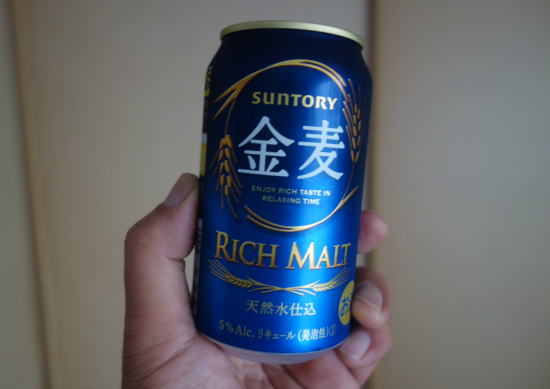 SUNTORY
金麦
ENJOY RICH TASTE IN
RELAXING TIME
RICH MALT
天然水仕込
5% Alc. リキュール(発泡性)①
お